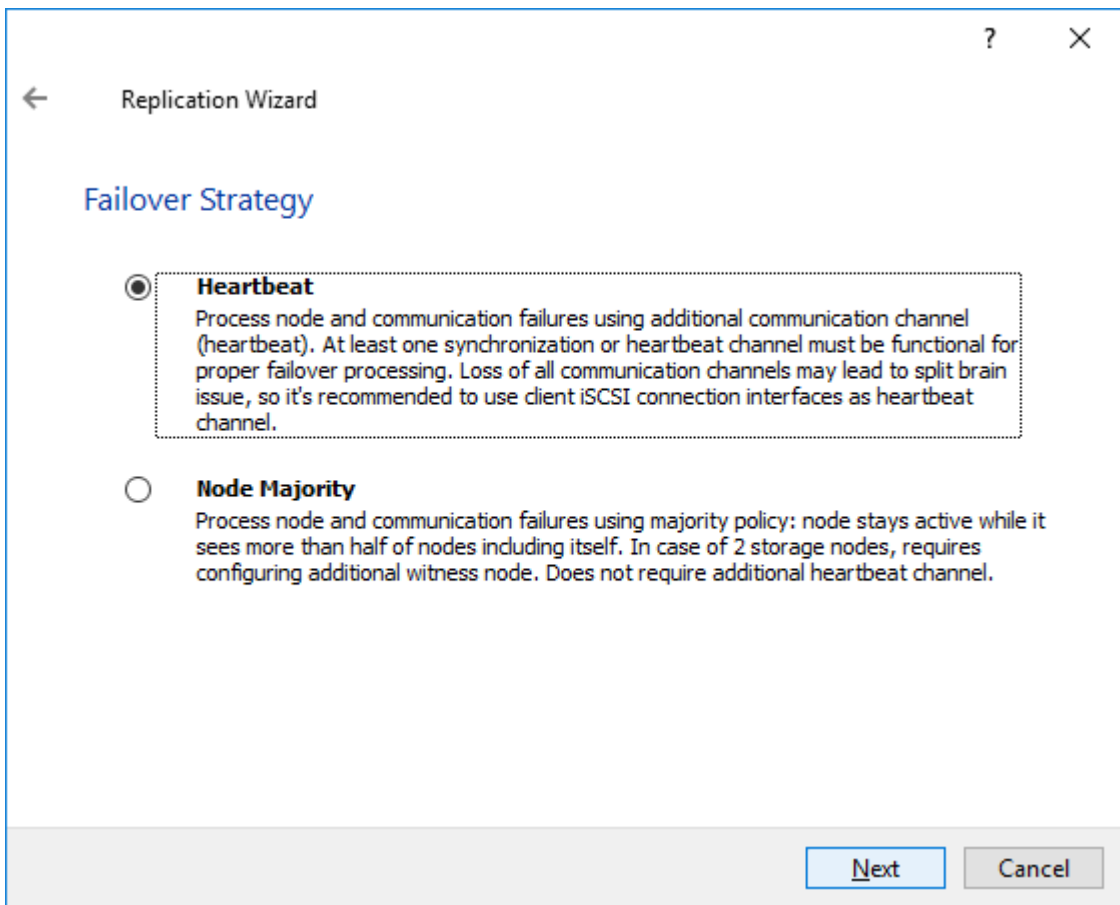 ?
Replication Wizard
Failover Strategy
Heartbeat
Process node and communication failures using additional communication channel
(heartbeat). At least one synchronization or heartbeat channel must be functional for
proper failover processing. Loss of all communication channels may lead to split brain
issue, so it's recommended to use client iSCSI connection interfaces as heartbeat
channel.
Node Majority
Process node and communication failures using majority policy: node stays active while it
sees more than half of nodes including itself. In case of 2 storage nodes, requires
configuring additional witness node. Does not require additional heartbeat channel.
Next
Cancel